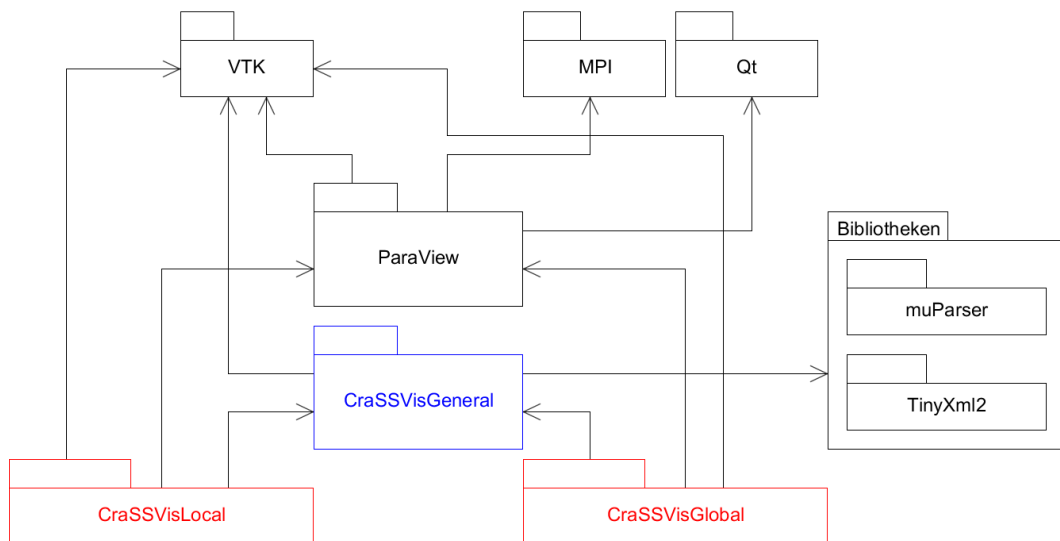 VTK
MPI
Qt
ParaView
Bibliotheken
muParser
TinyXml2
CraSSVisGeneral
CraSSVisLocal
CraSSVisGlobal